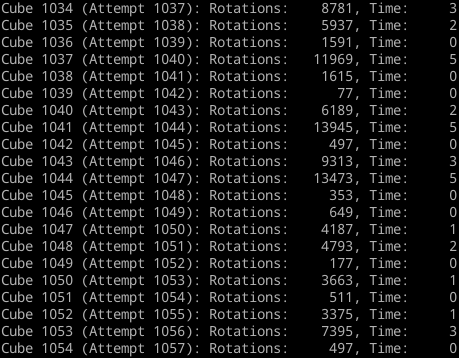 Cube 1034 (Attempt 1037): Rotations:    8781, Time:     3
Cube 1035 (Attempt 1038): Rotations:    5937, Time:     2
Cube 1036 (Attempt 1039): Rotations:    1591, Time:     0
Cube 1037 (Attempt 1040): Rotations:   11969, Time:     5
Cube 1038 (Attempt 1041): Rotations:    1615, Time:     0
Cube 1039 (Attempt 1042): Rotations:      77, Time:     0
Cube 1040 (Attempt 1043): Rotations:    6189, Time:     2
Cube 1041 (Attempt 1044): Rotations:   13945, Time:     5
Cube 1042 (Attempt 1045): Rotations:     497, Time:     0
Cube 1043 (Attempt 1046): Rotations:    9313, Time:     3
Cube 1044 (Attempt 1047): Rotations:   13473, Time:     5
Cube 1045 (Attempt 1048): Rotations:     353, Time:     0
Cube 1046 (Attempt 1049): Rotations:     649, Time:     0
Cube 1047 (Attempt 1050): Rotations:    4187, Time:     1
Cube 1048 (Attempt 1051): Rotations:    4793, Time:     2
Cube 1049 (Attempt 1052): Rotations:     177, Time:     0
Cube 1050 (Attempt 1053): Rotations:    3663, Time:     1
Cube 1051 (Attempt 1054): Rotations:     511, Time:     0
Cube 1052 (Attempt 1055): Rotations:    3375, Time:     1
Cube 1053 (Attempt 1056): Rotations:    7395, Time:     3
Cube 1054 (Attempt 1057): Rotations:     497, Time:     0